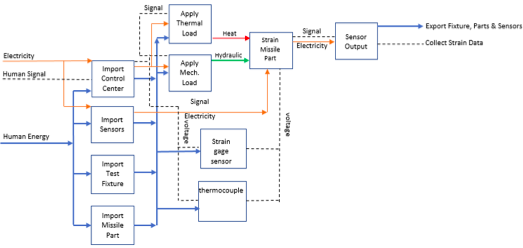 Signal
Apply
Thermal
Load
Heat
Strain
Missile
Part
Signal
Electricity
Sensor
Output
Export Fixture, Parts & Sensors
Collect Strain Data
Electricity
Human Signal
Import
Control
Center
Apply
Mech.
Load
Hydraulic
Signal
Electricity
Import
Sensors
Human Energy
voltage
Strain
gage
sensor
voltage
Import
Test
Fixture
thermocouple
Import
Missile
Part